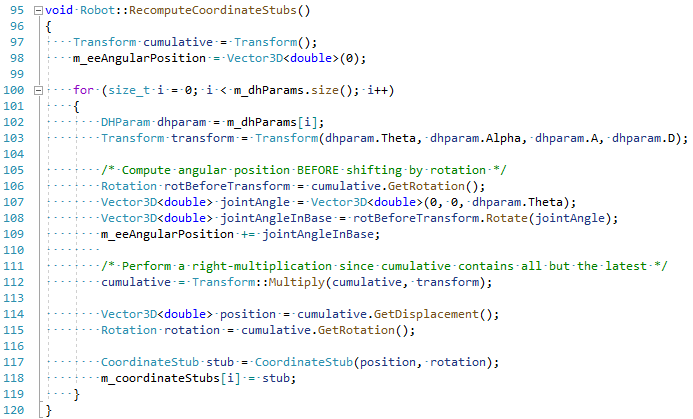 95 void Robot::RecomputeCoordinateStubs()
96 {
97 Transform cumulative = Transform();
98 m_eeAngularPosition = Vector3D<double>(0);
99
100 for (size_t i = 0; i < m_dhParams.size(); i++)
101 {
102 DHParam dhparam = m_dhParams[i];
103 Transform transform = Transform(dhparam.Theta, dhparam.Alpha, dhparam.A, dhparam.D);
104
105 /* Compute angular position BEFORE shifting by rotation */
106 Rotation rotBeforeTransform = cumulative.GetRotation();
107 Vector3D<double> jointAngle = Vector3D<double>(0, 0, dhparam.Theta);
108 Vector3D<double> jointAngleInBase = rotBeforeTransform.Rotate(jointAngle);
109 m_eeAngularPosition += jointAngleInBase;
110
111 /* Perform a right-multiplication since cumulative contains all but the latest */
112 cumulative = Transform::Multiply(cumulative, transform);
113
114 Vector3D<double> position = cumulative.GetDisplacement();
115 Rotation rotation = cumulative.GetRotation();
116
117 CoordinateStub stub = CoordinateStub(position, rotation);
118 m_coordinateStubs[i] = stub;
119 }
120 }